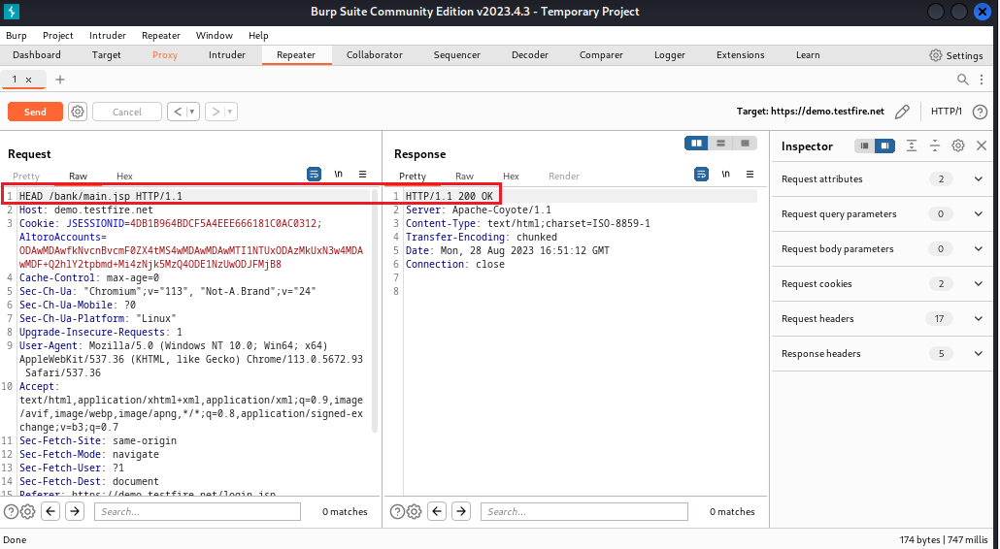 Burp Suite Community Edition v2023.4.3 - Temporary Project
Burp Project Intruder Repeater Window Help
Dashboard Target Proxy Intruder Repeater Collaborator Sequencer Decoder Comparer Logger Extensions Learn Settings
1 × +
Send Cancel < > Target: https://demo.testfire.net HTTP/1 ?
Request
Pretty Raw Hex \n
1 HEAD /bank/main.jsp HTTP/1.1
2 Host: demo.testfire.net
3 Cookie: JSESSIONID=4DB1B964BDCF5A4EEE666181C0AC0312;
AltoroAccounts=
ODAwMDAwfkNvcnBvcmF0ZX4tMS4wMDAwMDAwMTI1NTUxODAzMkUxN3w4MDA
wMDF+Q2hlY2tpbmd+Mi4zNjk5MzQ4ODE1NzUwODJFMjB8
4 Cache-Control: max-age=0
5 Sec-Ch-Ua: "Chromium";v="113", "Not-A.Brand";v="24"
6 Sec-Ch-Ua-Mobile: ?0
7 Sec-Ch-Ua-Platform: "Linux"
8 Upgrade-Insecure-Requests: 1
9 User-Agent: Mozilla/5.0 (Windows NT 10.0; Win64; x64)
AppleWebKit/537.36 (KHTML, like Gecko) Chrome/113.0.5672.93
Safari/537.36
10 Accept:
text/html,application/xhtml+xml,application/xml;q=0.9,image
/avif,image/webp,image/apng,*/*;q=0.8,application/signed-ex
change;v=b3;q=0.7
11 Sec-Fetch-Site: same-origin
12 Sec-Fetch-Mode: navigate
13 Sec-Fetch-User: ?1
14 Sec-Fetch-Dest: document
15 Referer: https://demo.testfire.net/login.jsp
Search... 0 matches
Response
Pretty Raw Hex Render \n
1 HTTP/1.1 200 OK
2 Server: Apache-Coyote/1.1
3 Content-Type: text/html;charset=ISO-8859-1
4 Transfer-Encoding: chunked
5 Date: Mon, 28 Aug 2023 16:51:12 GMT
6 Connection: close
7
8
Search... 0 matches
Inspector
Request attributes 2
Request query parameters 0
Request body parameters 0
Request cookies 2
Request headers 17
Response headers 5
Done 174 bytes | 747 millis